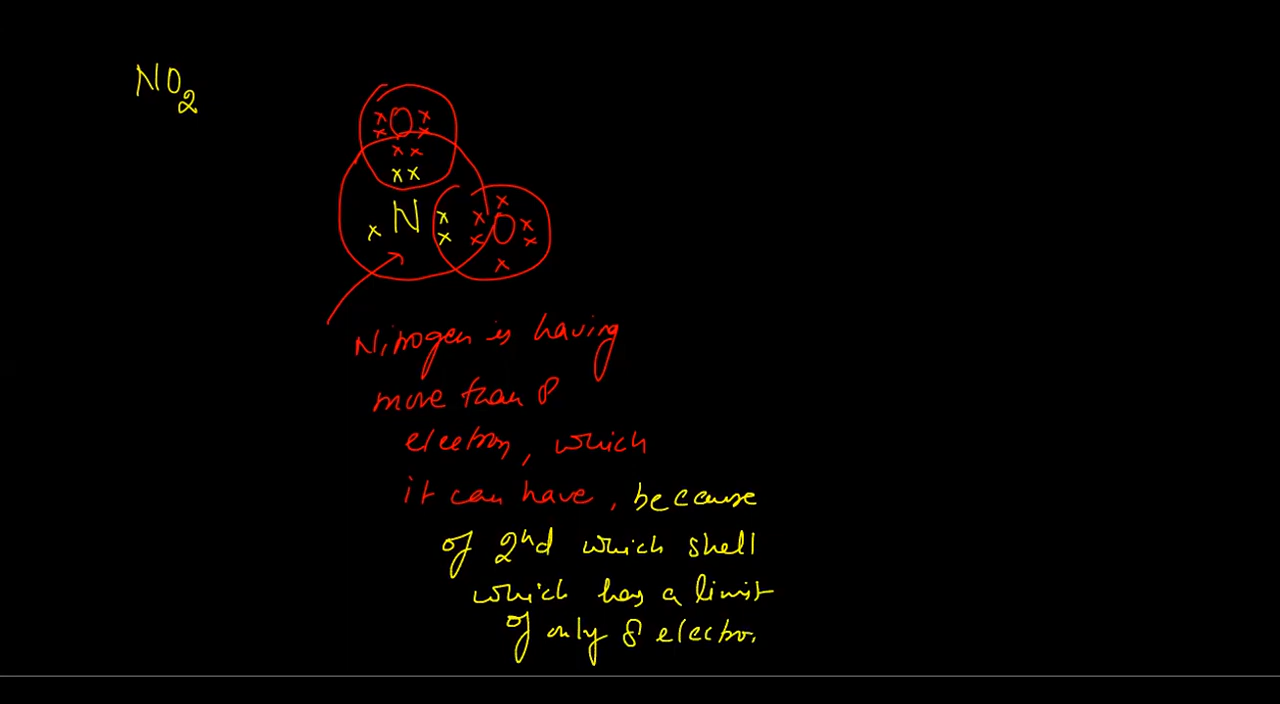 NO2
O
N O
Nitrogen is having
more than 8
electron, which
it can have, because
of 2nd which shell
which has a limit
of only 8 electro.